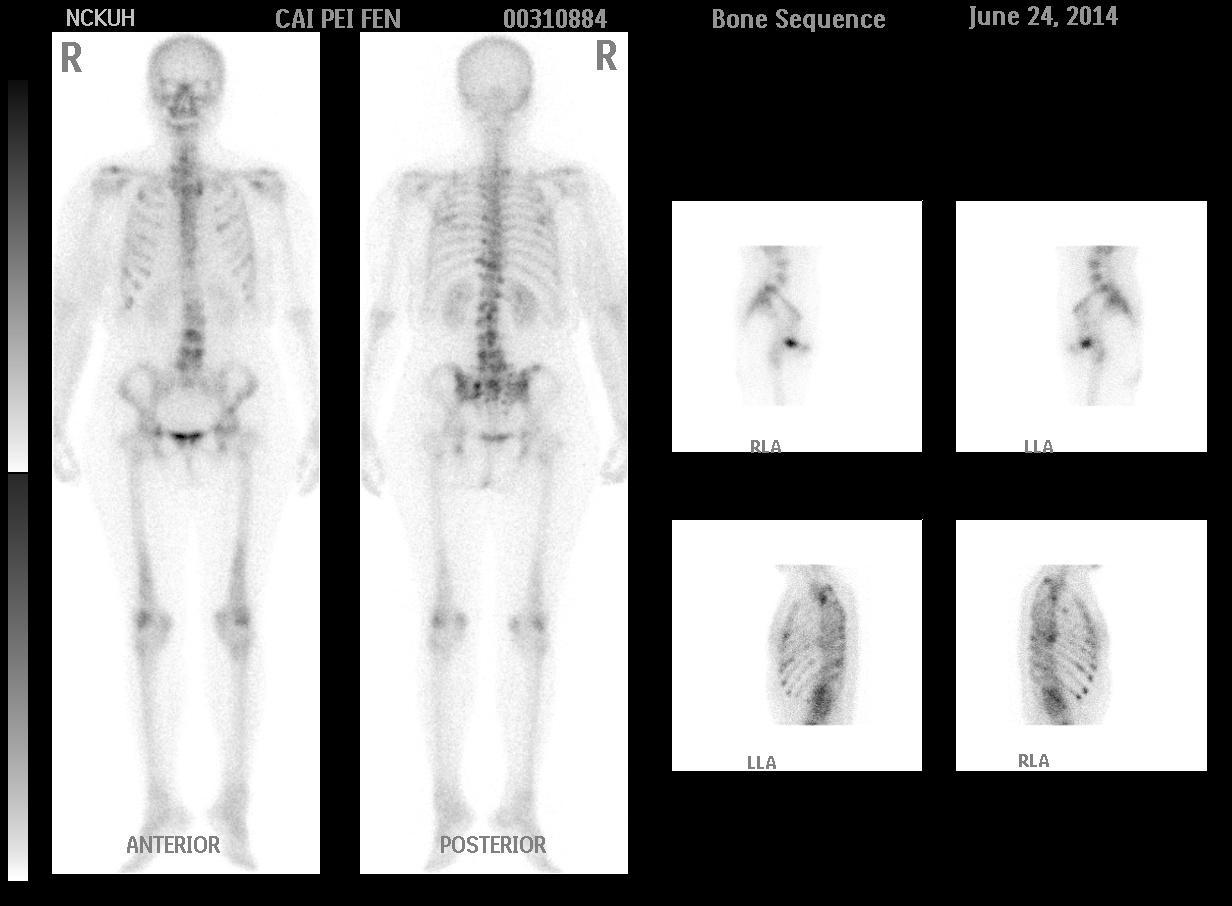 NCKUH CAI PEI FEN 00310884 Bone Sequence June 24, 2014
R R
RLA LLA
LLA RLA
ANTERIOR POSTERIOR